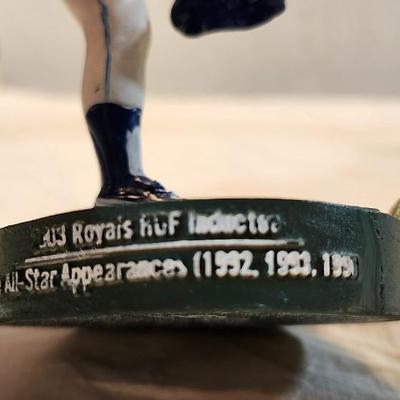 Royals HOF Inductee
All-Star Appearances (1992, 1993,